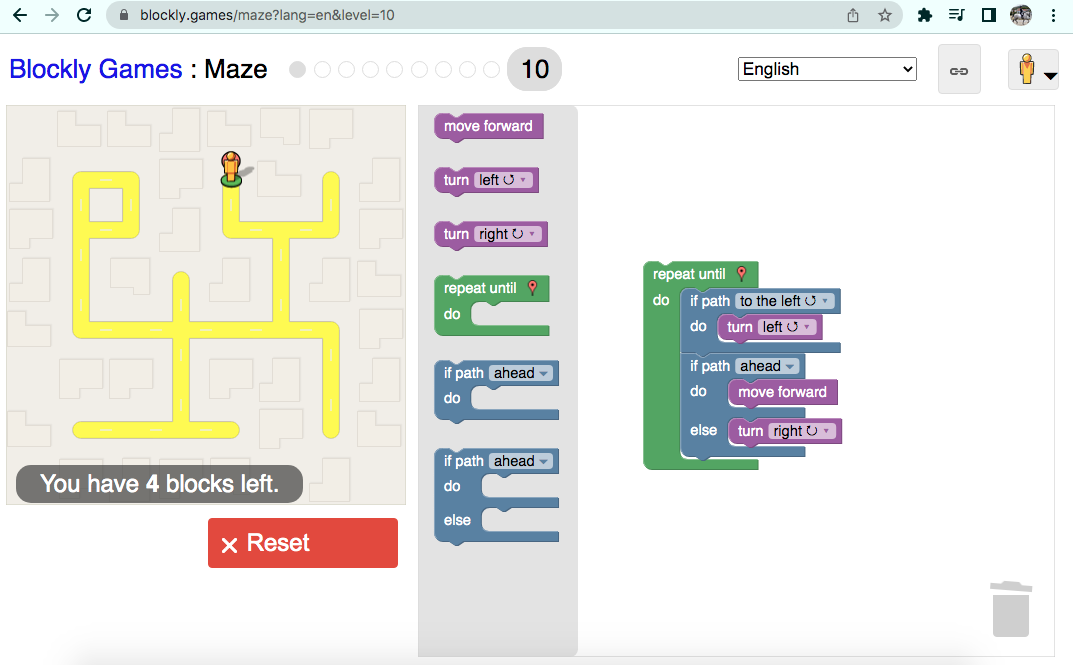 blockly.games/maze?lang=en&level=10
Blockly Games : Maze
10
English
move forward
turn left
turn right
repeat until
do
if path ahead
do
if path ahead
do
else
repeat until
do
if path to the left
do
turn left
if path ahead
do
move forward
else
turn right
You have 4 blocks left.
Reset